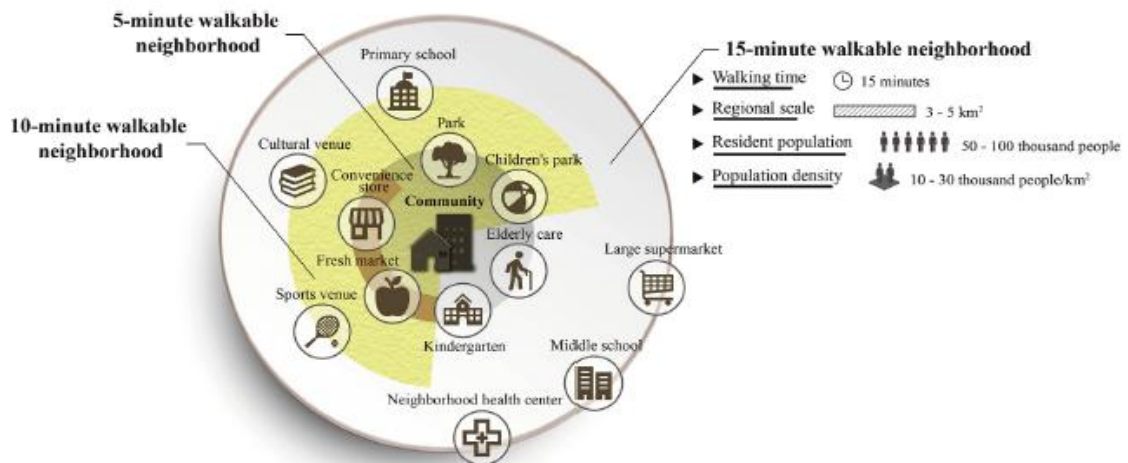 5-minute walkable
neighborhood
Primary school
15-minute walkable neighborhood
Walking time 15 minutes
Regional scale 3 - 5 km²
Resident population 50 - 100 thousand people
Population density 10 - 30 thousand people/km²
10-minute walkable
neighborhood
Park
Cultural venue
Children's park
Convenience
store
Community
Elderly care
Large supermarket
Fresh market
Sports venue
Kindergarten
Middle school
Neighborhood health center